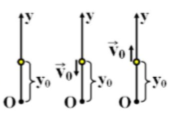 y y y
v⃗₀
y₀ v⃗₀ y₀ y₀
O O O